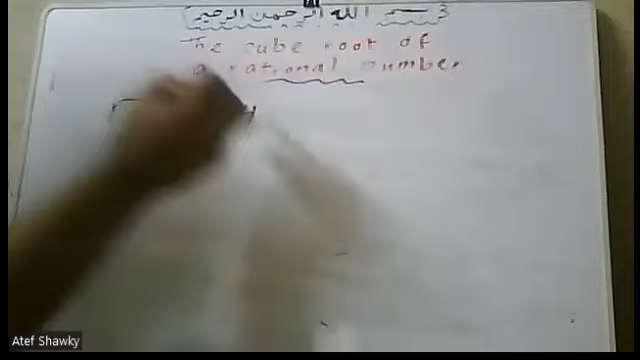 بسم الله الرحمن الرحيم
The cube root of
a rational number
Atef Shawky